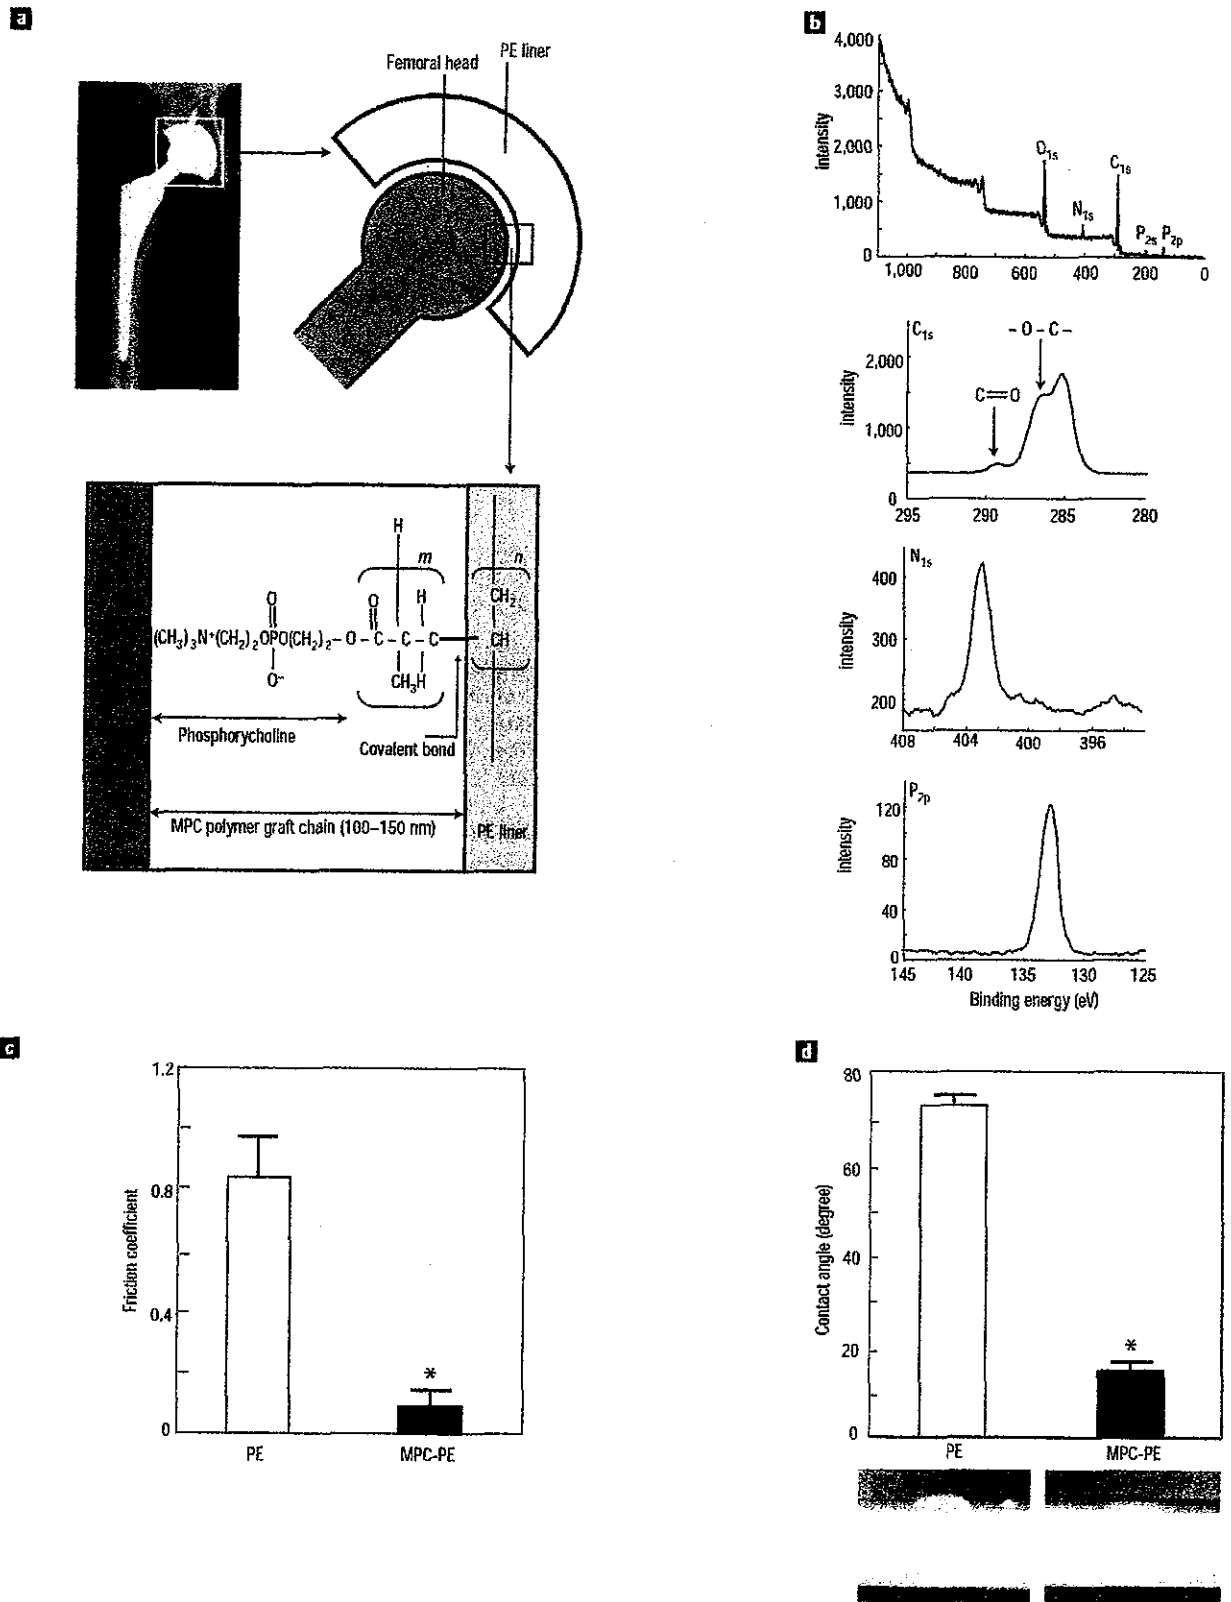 a
Femoral head
PE liner
H
m
n
O
O
H
CH₂
(CH₃)₃N⁺(CH₂)₂OPO(CH₂)₂–O–C–C–C
CH
O⁻
CH₃H
Phosphorycholine
Covalent bond
MPC polymer graft chain (100–150 nm)
PE liner
b
4,000
3,000
2,000
1,000
0
intensity
O₁s
C₁s
N₁s
P₂s P₂p
1,000 800 600 400 200 0
C₁s
-O-C-
C=O
2,000
1,000
0
intensity
295 290 285 280
N₁s
400
300
200
intensity
408 404 400 396
P₂p
120
80
40
0
intensity
145 140 135 130 125
Binding energy (eV)
c
1.2
0.8
0.4
0
Friction coefficient
*
PE MPC-PE
d
80
60
40
20
0
Contact angle (degree)
*
PE MPC-PE